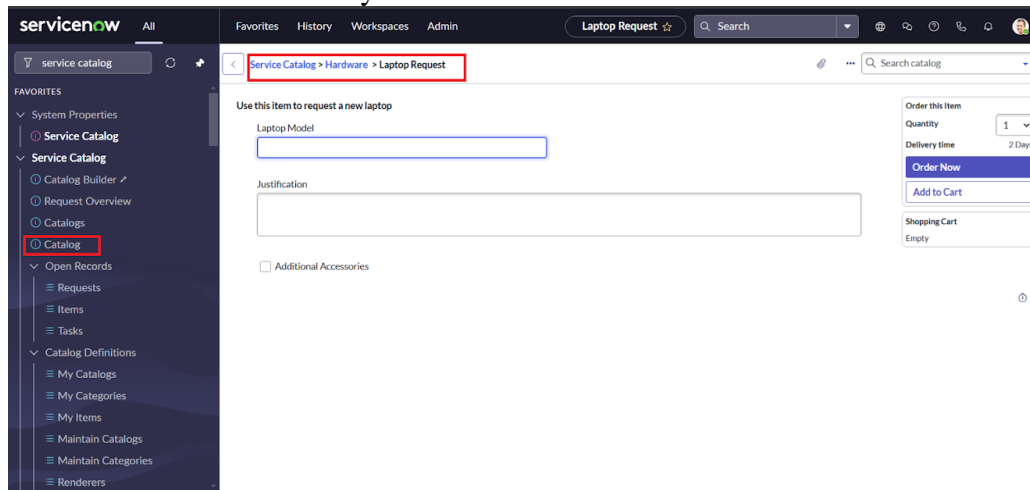 servicenow All Favorites History Workspaces Admin Laptop Request Search
service catalog
Service Catalog > Hardware > Laptop Request
Search catalog
FAVORITES
System Properties
Service Catalog
Service Catalog
Catalog Builder
Request Overview
Catalogs
Catalog
Open Records
Requests
Items
Tasks
Catalog Definitions
My Catalogs
My Categories
My Items
Maintain Catalogs
Maintain Categories
Renderers
Use this item to request a new laptop
Laptop Model
Justification
Additional Accessories
Order this Item
Quantity 1
Delivery time 2 Day
Order Now
Add to Cart
Shopping Cart
Empty